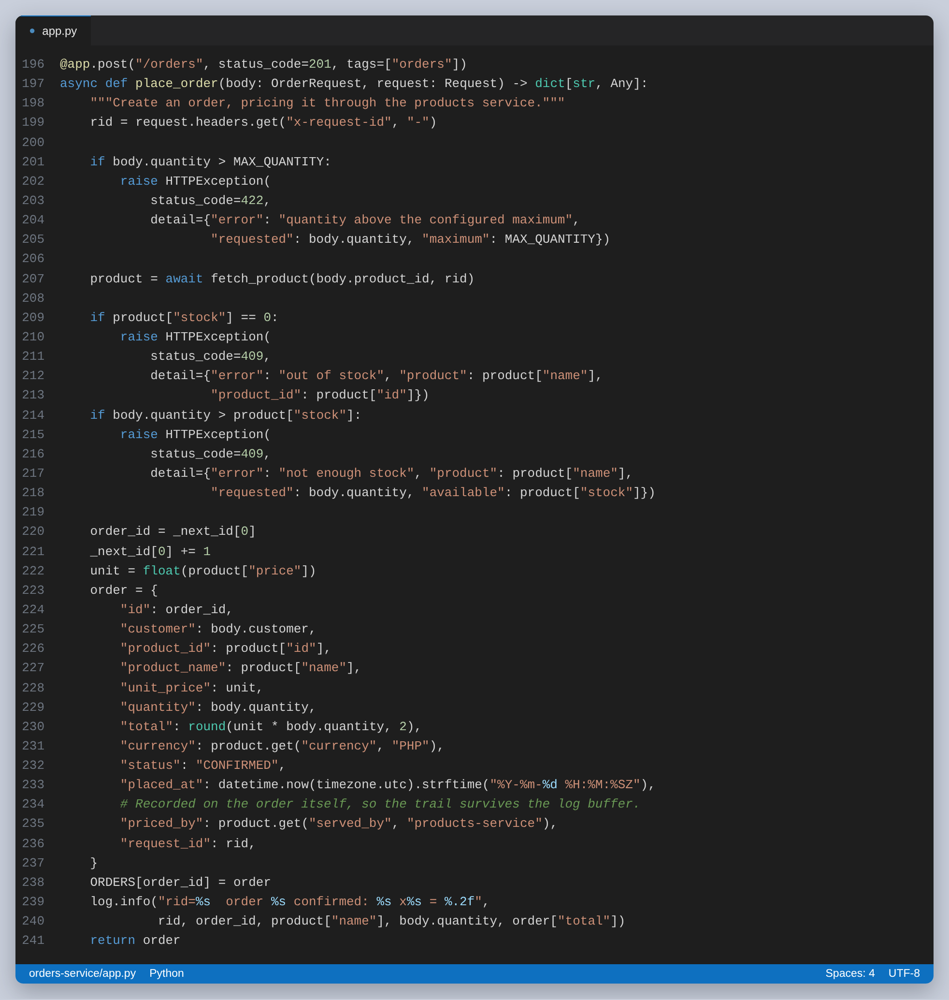 app.py
196 @app.post("/orders", status_code=201, tags=["orders"])
197 async def place_order(body: OrderRequest, request: Request) -> dict[str, Any]:
198     """Create an order, pricing it through the products service."""
199     rid = request.headers.get("x-request-id", "-")
200
201     if body.quantity > MAX_QUANTITY:
202         raise HTTPException(
203             status_code=422,
204             detail={"error": "quantity above the configured maximum",
205                     "requested": body.quantity, "maximum": MAX_QUANTITY})
206
207     product = await fetch_product(body.product_id, rid)
208
209     if product["stock"] == 0:
210         raise HTTPException(
211             status_code=409,
212             detail={"error": "out of stock", "product": product["name"],
213                     "product_id": product["id"]})
214     if body.quantity > product["stock"]:
215         raise HTTPException(
216             status_code=409,
217             detail={"error": "not enough stock", "product": product["name"],
218                     "requested": body.quantity, "available": product["stock"]})
219
220     order_id = _next_id[0]
221     _next_id[0] += 1
222     unit = float(product["price"])
223     order = {
224         "id": order_id,
225         "customer": body.customer,
226         "product_id": product["id"],
227         "product_name": product["name"],
228         "unit_price": unit,
229         "quantity": body.quantity,
230         "total": round(unit * body.quantity, 2),
231         "currency": product.get("currency", "PHP"),
232         "status": "CONFIRMED",
233         "placed_at": datetime.now(timezone.utc).strftime("%Y-%m-%d %H:%M:%SZ"),
234         # Recorded on the order itself, so the trail survives the log buffer.
235         "priced_by": product.get("served_by", "products-service"),
236         "request_id": rid,
237     }
238     ORDERS[order_id] = order
239     log.info("rid=%s  order %s confirmed: %s x%s = %.2f",
240              rid, order_id, product["name"], body.quantity, order["total"])
241     return order
orders-service/app.py Python Spaces: 4 UTF-8